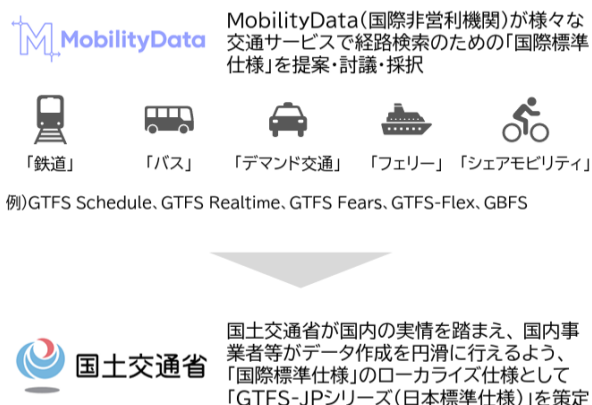 MobilityData
MobilityData(国際非営利機関)が様々な
交通サービスで経路検索のための「国際標準
仕様」を提案・討議・採択
「鉄道」
「バス」
「デマンド交通」
「フェリー」
「シェアモビリティ」
例)GTFS Schedule、GTFS Realtime、GTFS Fears、GTFS-Flex、GBFS
国土交通省
国土交通省が国内の実情を踏まえ、国内事
業者等がデータ作成を円滑に行えるよう、
「国際標準仕様」のローカライズ仕様として
「GTFS-JPシリーズ(日本標準仕様)」を策定